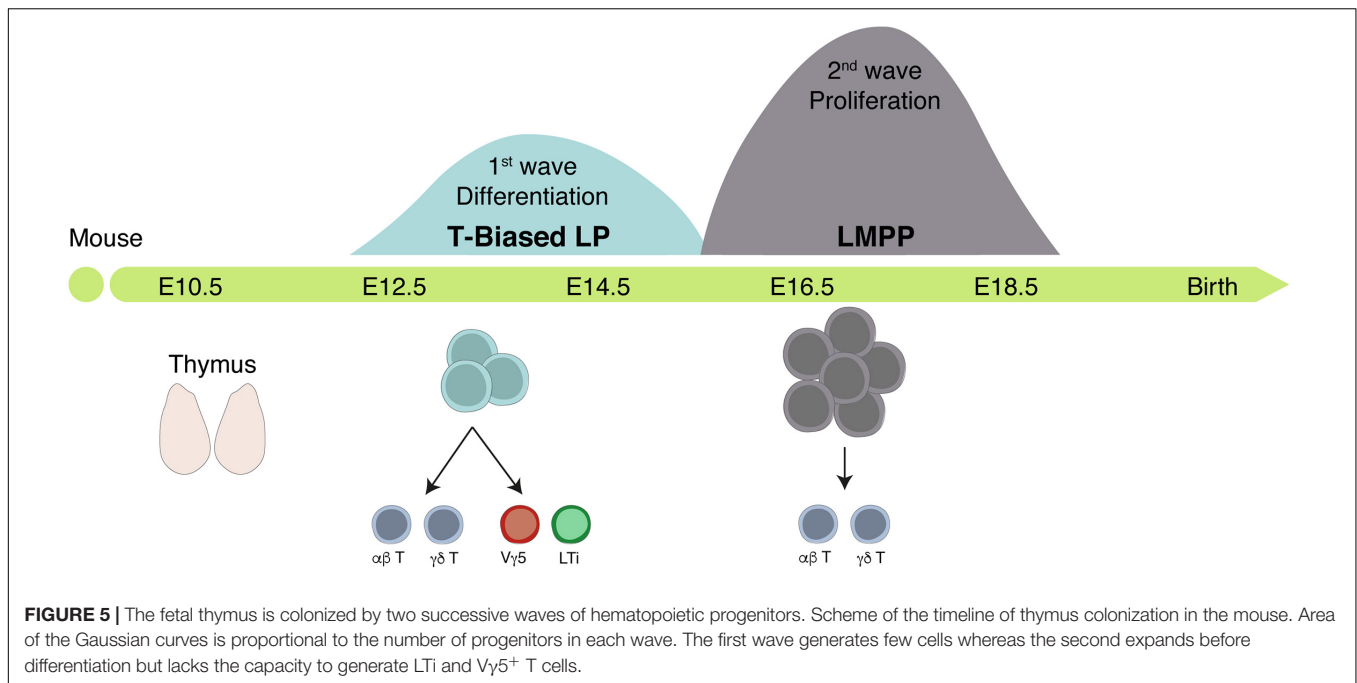 2nd wave
Proliferation
1st wave
Differentiation
T-Biased LP
LMPP
Mouse
E10.5 E12.5 E14.5 E16.5 E18.5 Birth
Thymus
αβ T γδ T Vγ5 LTi αβ T γδ T
FIGURE 5 | The fetal thymus is colonized by two successive waves of hematopoietic progenitors. Scheme of the timeline of thymus colonization in the mouse. Area
of the Gaussian curves is proportional to the number of progenitors in each wave. The first wave generates few cells whereas the second expands before
differentiation but lacks the capacity to generate LTi and Vγ5+ T cells.